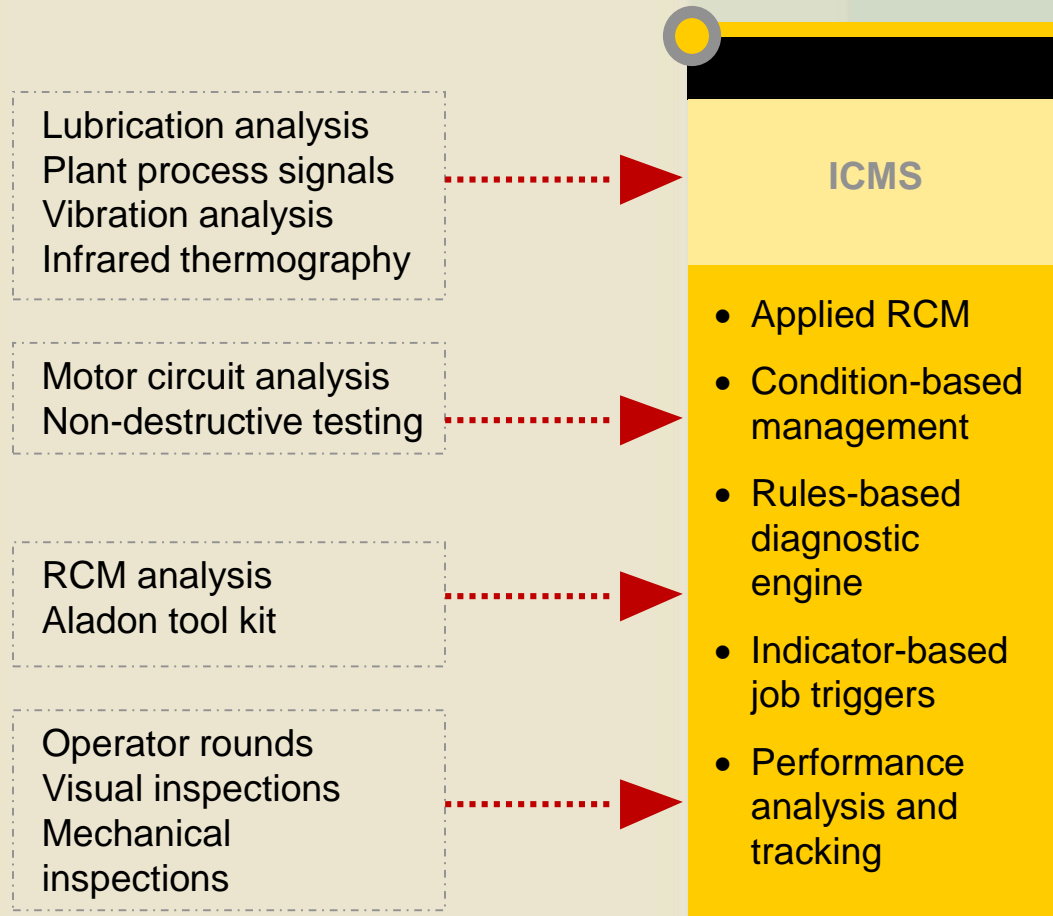 Lubrication analysis
Plant process signals
Vibration analysis
Infrared thermography
Motor circuit analysis
Non-destructive testing
RCM analysis
Aladon tool kit
Operator rounds
Visual inspections
Mechanical
inspections
ICMS
• Applied RCM
• Condition-based
management
• Rules-based
diagnostic
engine
• Indicator-based
job triggers
• Performance
analysis and
tracking